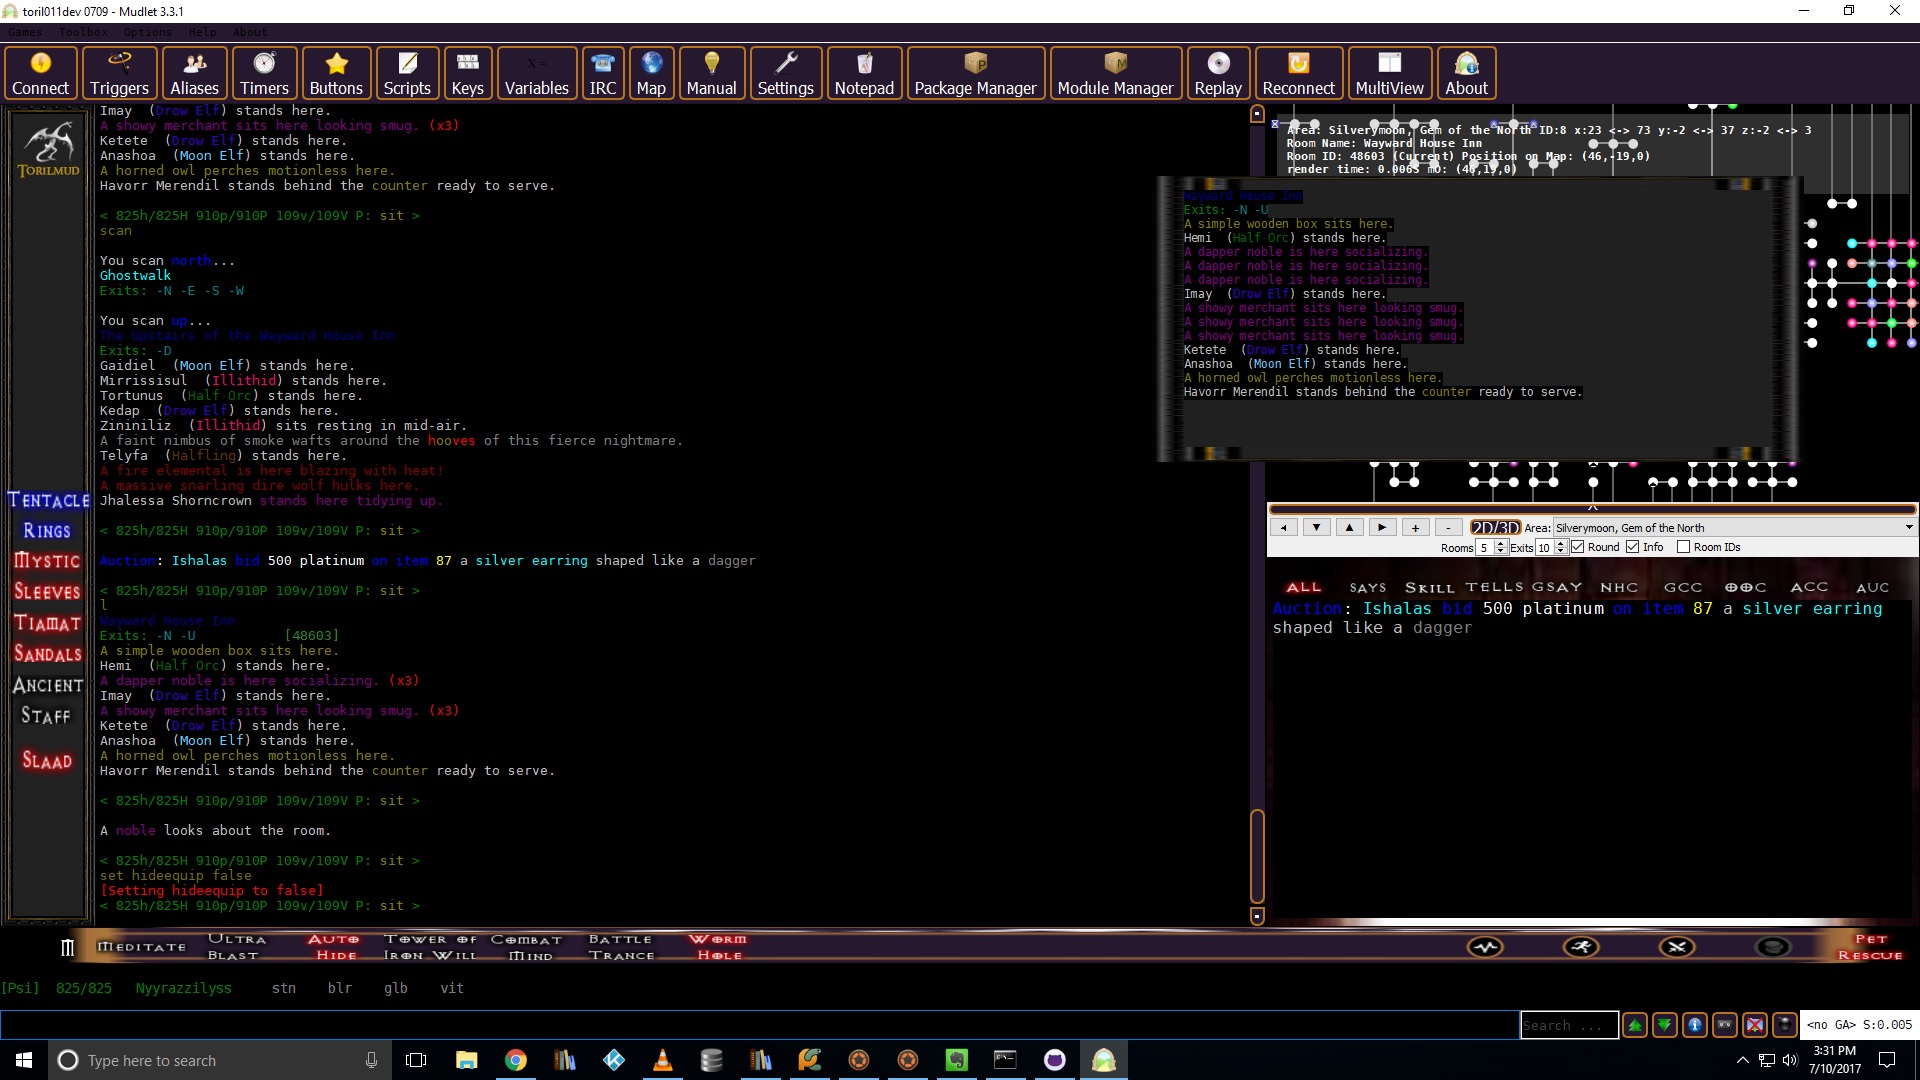 toril011dev 0709 - Mudlet 3.3.1
Games Toolbox Options Help About
Connect Triggers Aliases Timers Buttons Scripts Keys Variables IRC Map Manual Settings Notepad Package Manager Module Manager Replay Reconnect MultiView About
TORILMUD
TENTACLE
RINGS
MYSTIC
SLEEVES
TIAMAT
SANDALS
ANCIENT
STAFF
SLAAD
Imay  (Drow Elf) stands here.
A showy merchant sits here looking smug. (x3)
Ketete  (Drow Elf) stands here.
Anashoa  (Moon Elf) stands here.
A horned owl perches motionless here.
Havorr Merendil stands behind the counter ready to serve.
< 825h/825H 910p/910P 109v/109V P: sit >
scan
You scan north...
Ghostwalk
Exits: -N -E -S -W
You scan up...
The Upstairs of the Wayward House Inn
Exits: -D
Gaidiel  (Moon Elf) stands here.
Mirrissisul  (Illithid) stands here.
Tortunus  (Half-Orc) stands here.
Kedap  (Drow Elf) stands here.
Zininiliz  (Illithid) sits resting in mid-air.
A faint nimbus of smoke wafts around the hooves of this fierce nightmare.
Telyfa  (Halfling) stands here.
A fire elemental is here blazing with heat!
A massive snarling dire wolf hulks here.
Jhalessa Shorncrown stands here tidying up.
< 825h/825H 910p/910P 109v/109V P: sit >
Auction: Ishalas bid 500 platinum on item 87 a silver earring shaped like a dagger
< 825h/825H 910p/910P 109v/109V P: sit >
l
Wayward House Inn
Exits: -N -U           [48603]
A simple wooden box sits here.
Hemi  (Half-Orc) stands here.
A dapper noble is here socializing. (x3)
Imay  (Drow Elf) stands here.
A showy merchant sits here looking smug. (x3)
Ketete  (Drow Elf) stands here.
Anashoa  (Moon Elf) stands here.
A horned owl perches motionless here.
Havorr Merendil stands behind the counter ready to serve.
< 825h/825H 910p/910P 109v/109V P: sit >
A noble looks about the room.
< 825h/825H 910p/910P 109v/109V P: sit >
set hideequip false
[Setting hideequip to false]
< 825h/825H 910p/910P 109v/109V P: sit >
Area: Silverymoon, Gem of the North ID:8 x:23 <-> 73 y:-2 <-> 37 z:-2 <-> 3
Room Name: Wayward House Inn
Room ID: 48603 (Current) Position on Map: (46,-19,0)
render time: 0.006S mO: (46,19,0)
Wayward House Inn
Exits: -N -U
A simple wooden box sits here.
Hemi  (Half-Orc) stands here.
A dapper noble is here socializing.
A dapper noble is here socializing.
A dapper noble is here socializing.
Imay  (Drow Elf) stands here.
A showy merchant sits here looking smug.
A showy merchant sits here looking smug.
A showy merchant sits here looking smug.
Ketete  (Drow Elf) stands here.
Anashoa  (Moon Elf) stands here.
A horned owl perches motionless here.
Havorr Merendil stands behind the counter ready to serve.
+ - 2D/3D Area: Silverymoon, Gem of the North
Rooms 5 Exits 10 Round Info Room IDs
ALL SAYS SKILL TELLS GSAY NHC GCC OOC ACC AUC
Auction: Ishalas bid 500 platinum on item 87 a silver earring
shaped like a dagger
MEDITATE ULTRA BLAST AUTO HIDE TOWER OF IRON WILL COMBAT MIND BATTLE TRANCE WORM HOLE PET RESCUE
[Psi]  825/825   Nyyrazzilyss     stn    blr    glb    vit
Search ...
<no GA> S:0.005
Type here to search
3:31 PM
7/10/2017